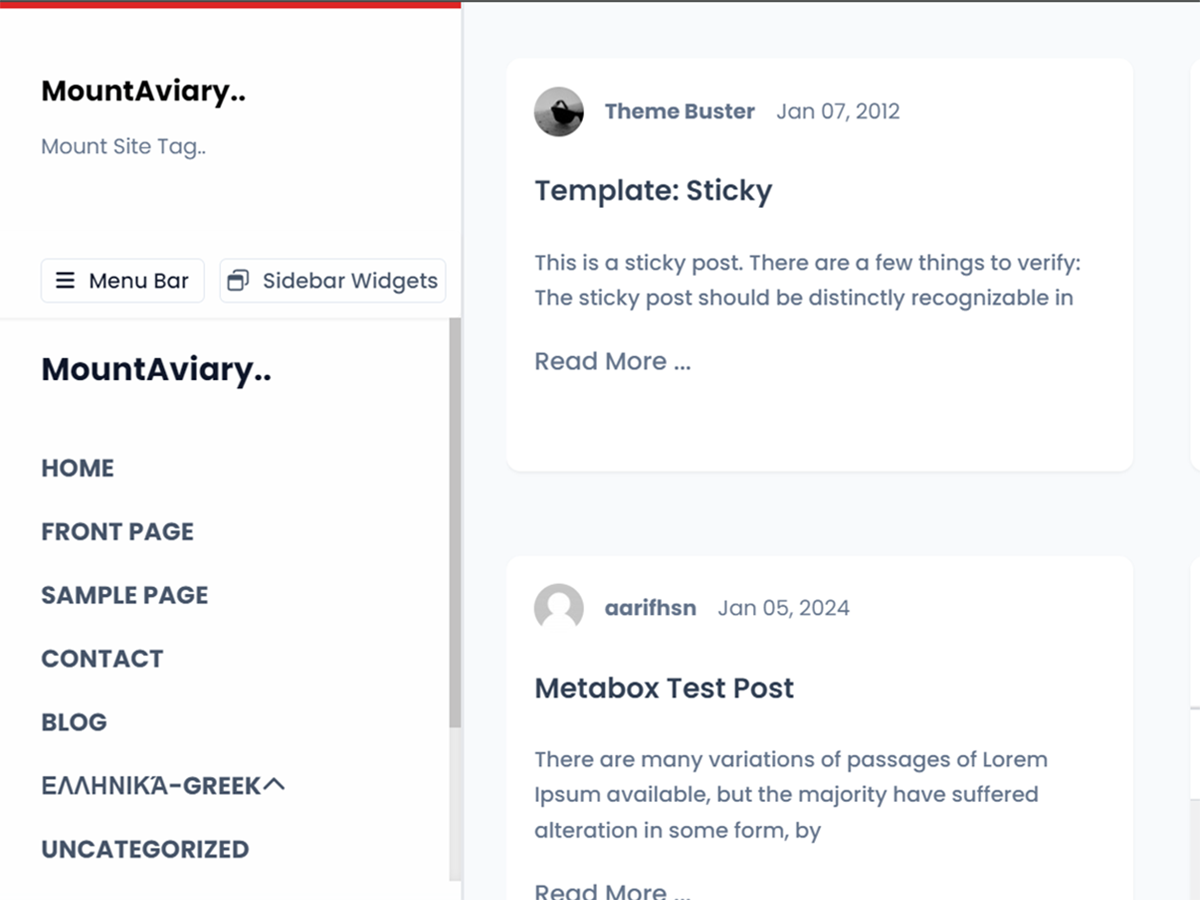 MountAviary..
Mount Site Tag..
Menu Bar
Sidebar Widgets
MountAviary..
HOME
FRONT PAGE
SAMPLE PAGE
CONTACT
BLOG
ΕΛΛΗΝΙΚΆ-GREEK
UNCATEGORIZED
Theme Buster Jan 07, 2012
Template: Sticky
This is a sticky post. There are a few things to verify:
The sticky post should be distinctly recognizable in
Read More ...
aarifhsn Jan 05, 2024
Metabox Test Post
There are many variations of passages of Lorem
Ipsum available, but the majority have suffered
alteration in some form, by
Read More ...